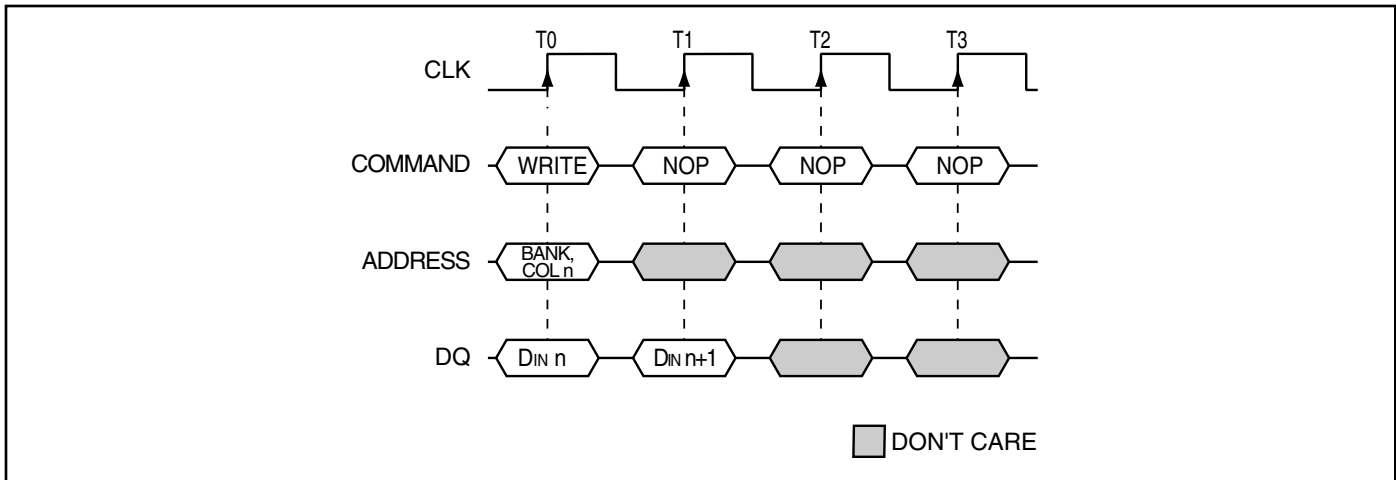 T0 T1 T2 T3
CLK
COMMAND WRITE NOP NOP NOP
ADDRESS BANK,
COL n
DQ DIN n DIN n+1
DON'T CARE